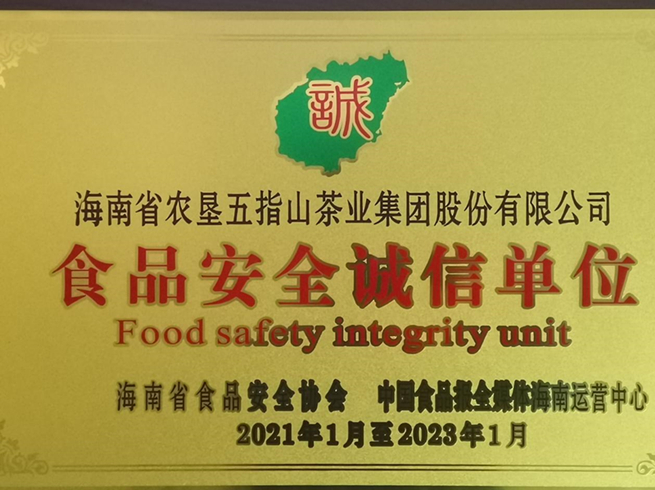 誠
海南省农垦五指山茶业集团股份有限公司
食品安全诚信单位
Food safety integrity unit
海南省食品安全协会 中国食品报全媒体海南运营中心
2021年1月至2023年1月